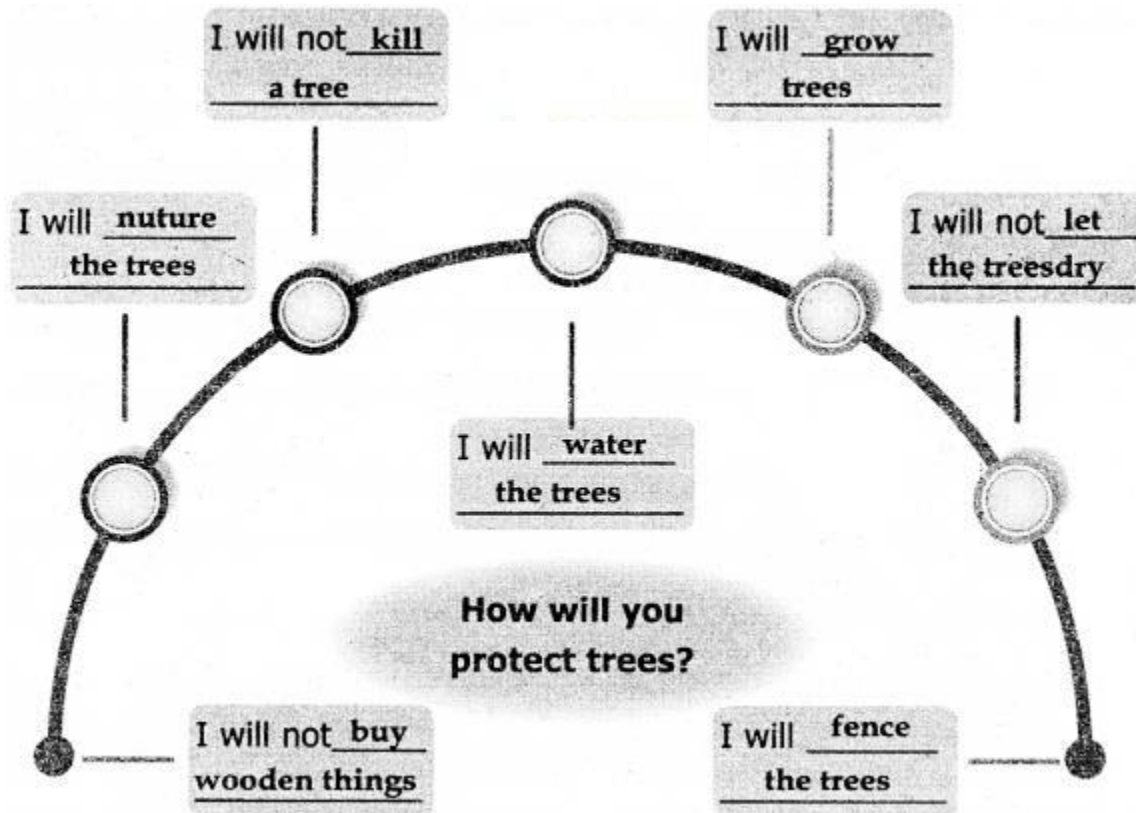 I will not kill
a tree
I will grow
trees
I will nuture
the trees
I will not let
the treesdry
I will water
the trees
How will you
protect trees?
I will not buy
wooden things
I will fence
the trees